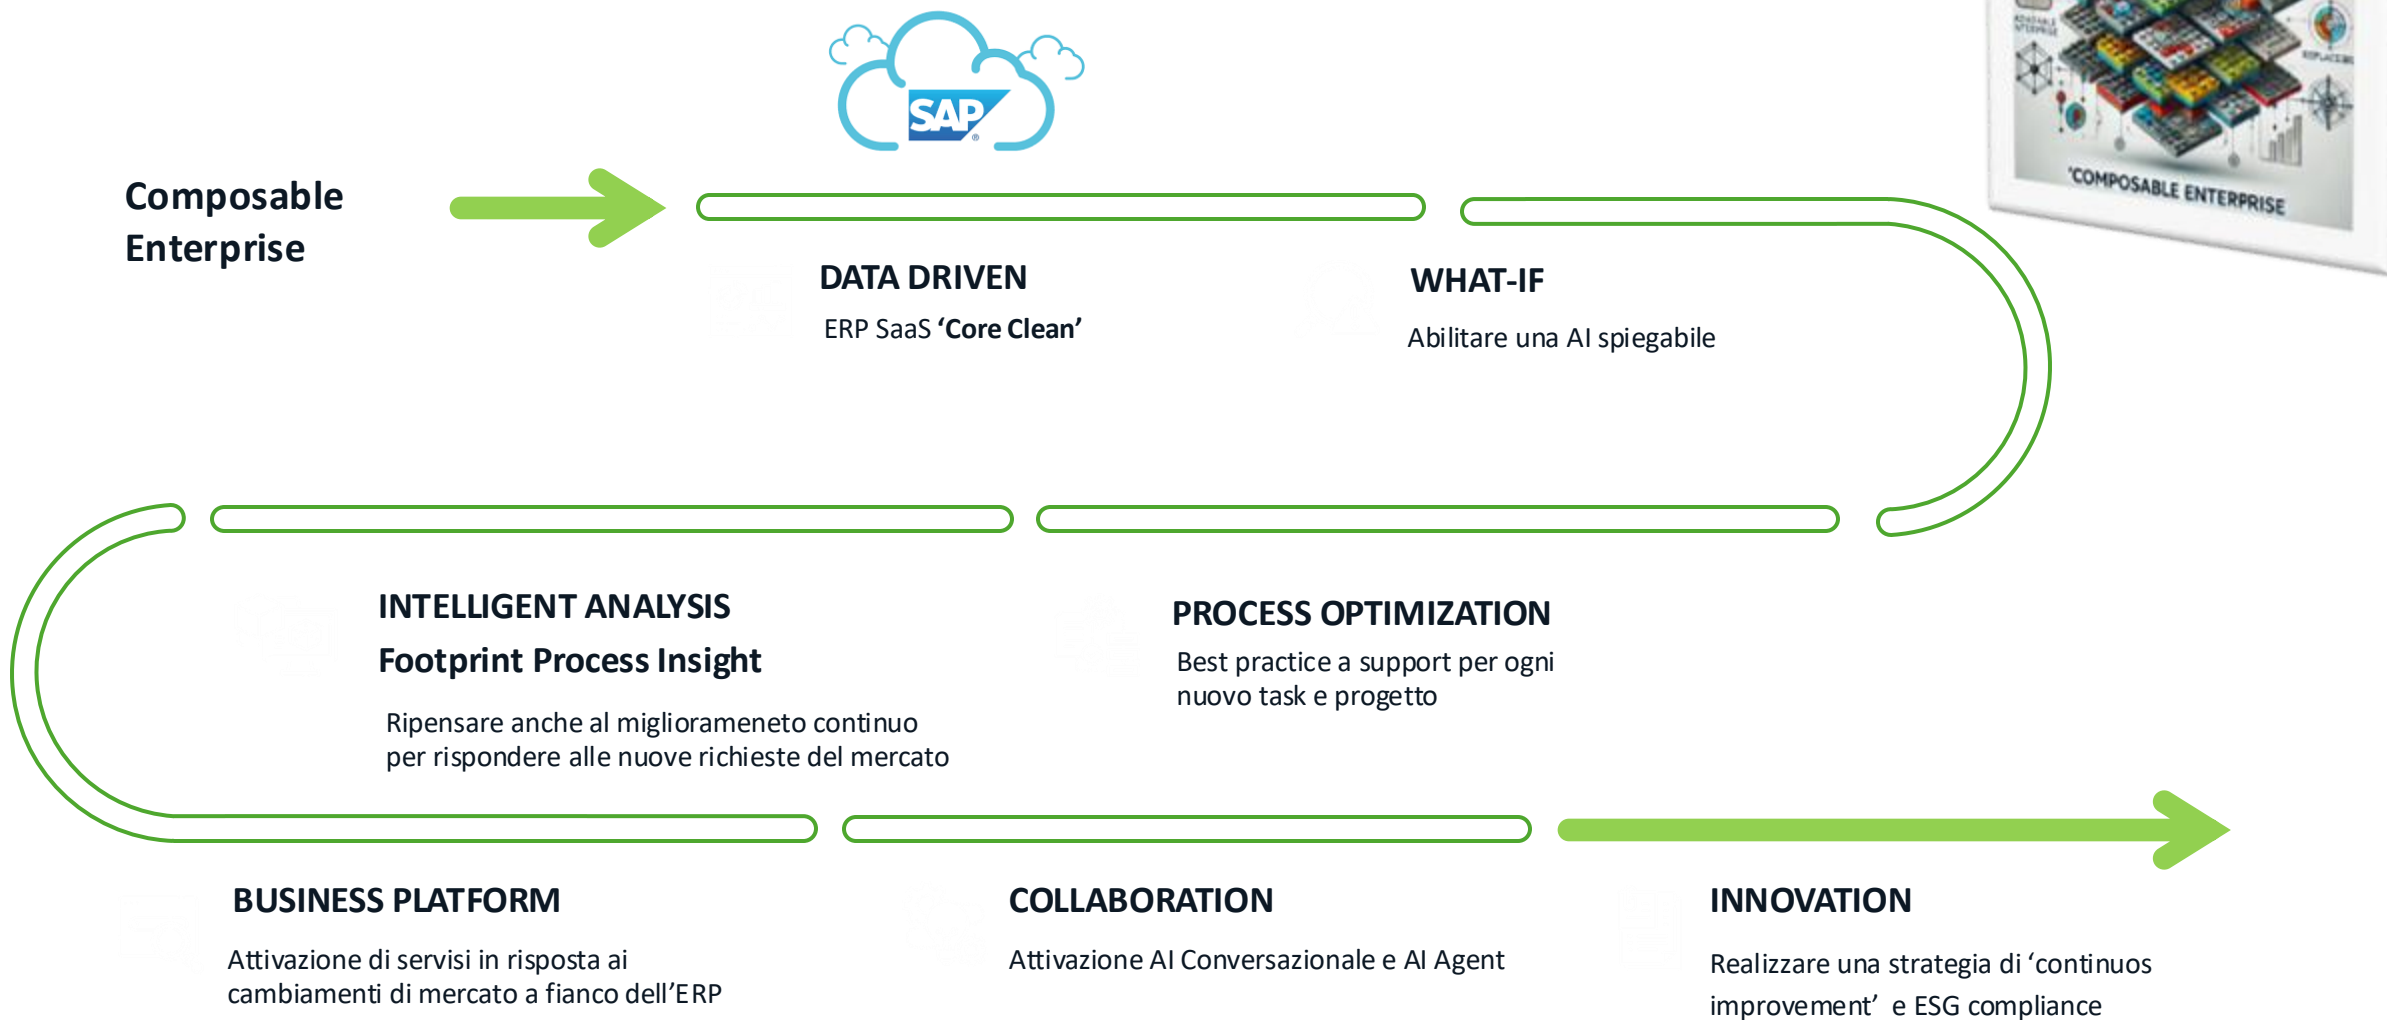 SAP
®
Composable
Enterprise
'COMPOSABLE ENTERPRISE
DATA DRIVEN
ERP SaaS ‘Core Clean’
WHAT-IF
Abilitare una AI spiegabile
INTELLIGENT ANALYSIS
Footprint Process Insight
Ripensare anche al migliorameneto continuo
per rispondere alle nuove richieste del mercato
PROCESS OPTIMIZATION
Best practice a support per ogni
nuovo task e progetto
BUSINESS PLATFORM
Attivazione di servisi in risposta ai
cambiamenti di mercato a fianco dell’ERP
COLLABORATION
Attivazione AI Conversazionale e AI Agent
INNOVATION
Realizzare una strategia di ‘continuos
improvement’ e ESG compliance